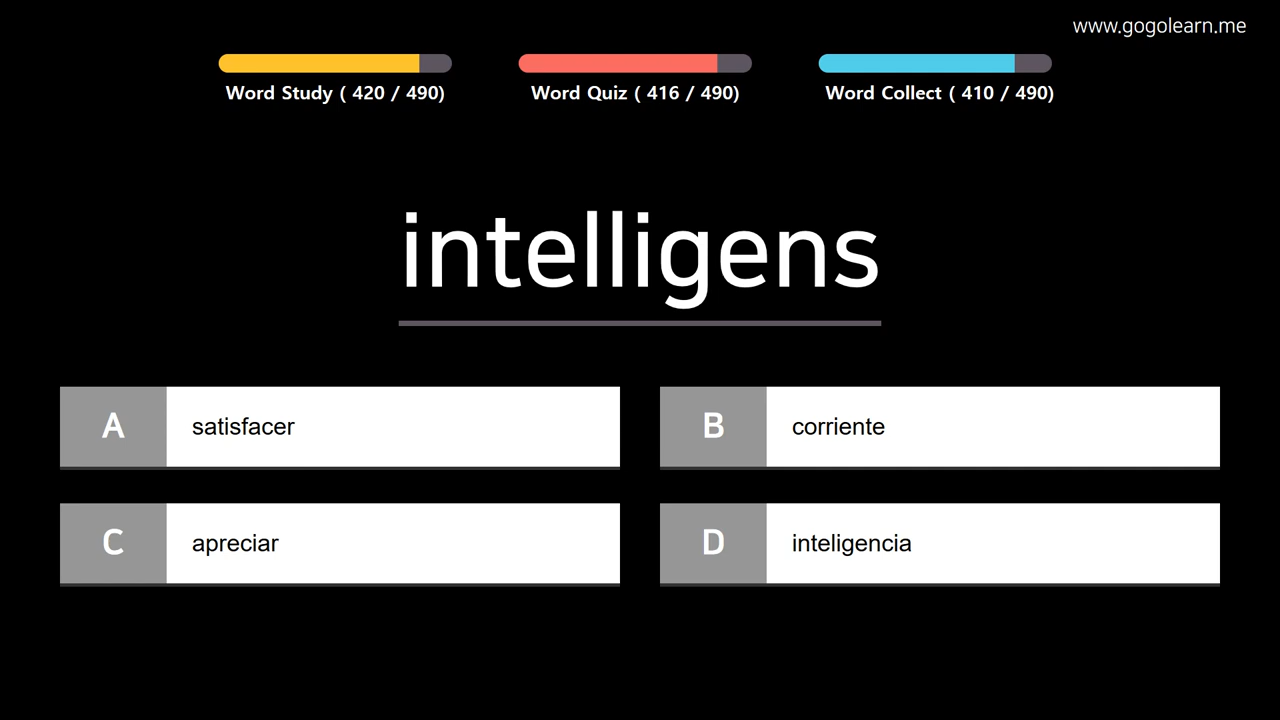 www.gogolearn.me
Word Study ( 420 / 490)
Word Quiz ( 416 / 490)
Word Collect ( 410 / 490)
intelligens
A satisfacer
B corriente
C apreciar
D inteligencia